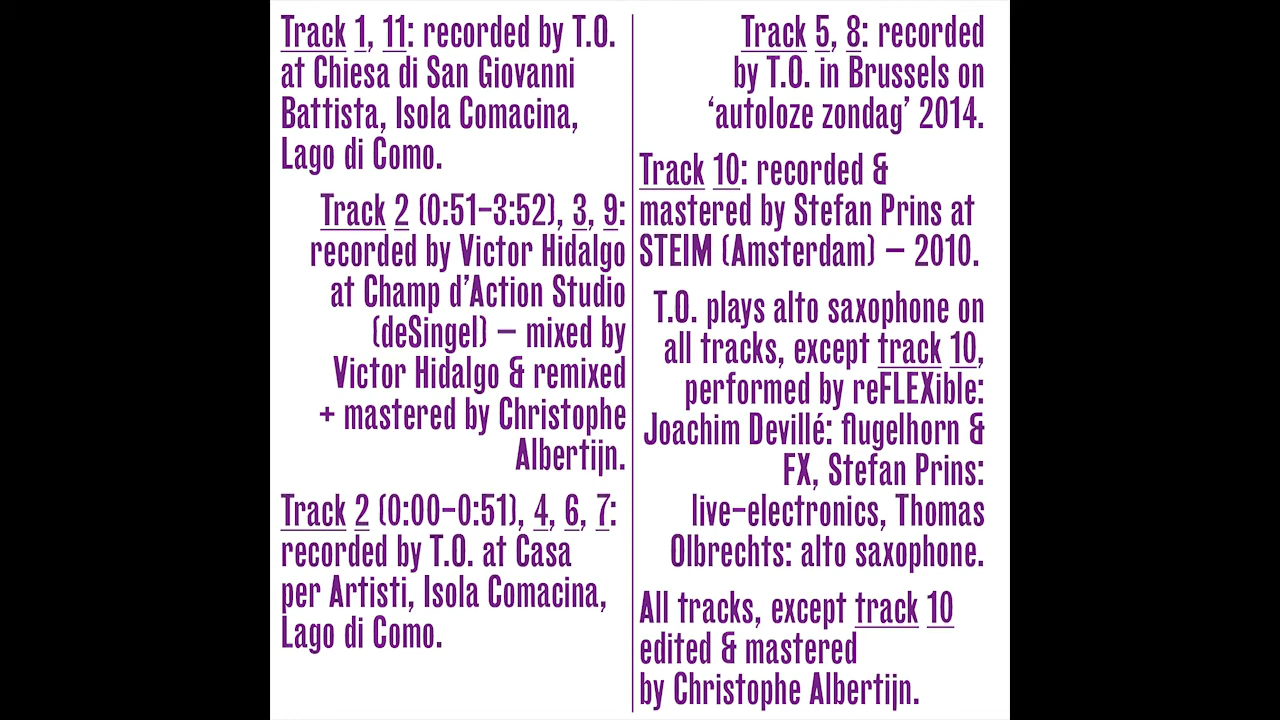 Track 1, 11: recorded by T.O.
at Chiesa di San Giovanni
Battista, Isola Comacina,
Lago di Como.
Track 2 (0:51–3:52), 3, 9:
recorded by Victor Hidalgo
at Champ d’Action Studio
(deSingel) – mixed by
Victor Hidalgo & remixed
+ mastered by Christophe
Albertijn.
Track 2 (0:00–0:51), 4, 6, 7:
recorded by T.O. at Casa
per Artisti, Isola Comacina,
Lago di Como.
Track 5, 8: recorded
by T.O. in Brussels on
‘autoloze zondag’ 2014.
Track 10: recorded &
mastered by Stefan Prins at
STEIM (Amsterdam) – 2010.
T.O. plays alto saxophone on
all tracks, except track 10,
performed by reFLEXible:
Joachim Devillé: flugelhorn &
FX, Stefan Prins:
live-electronics, Thomas
Olbrechts: alto saxophone.
All tracks, except track 10
edited & mastered
by Christophe Albertijn.